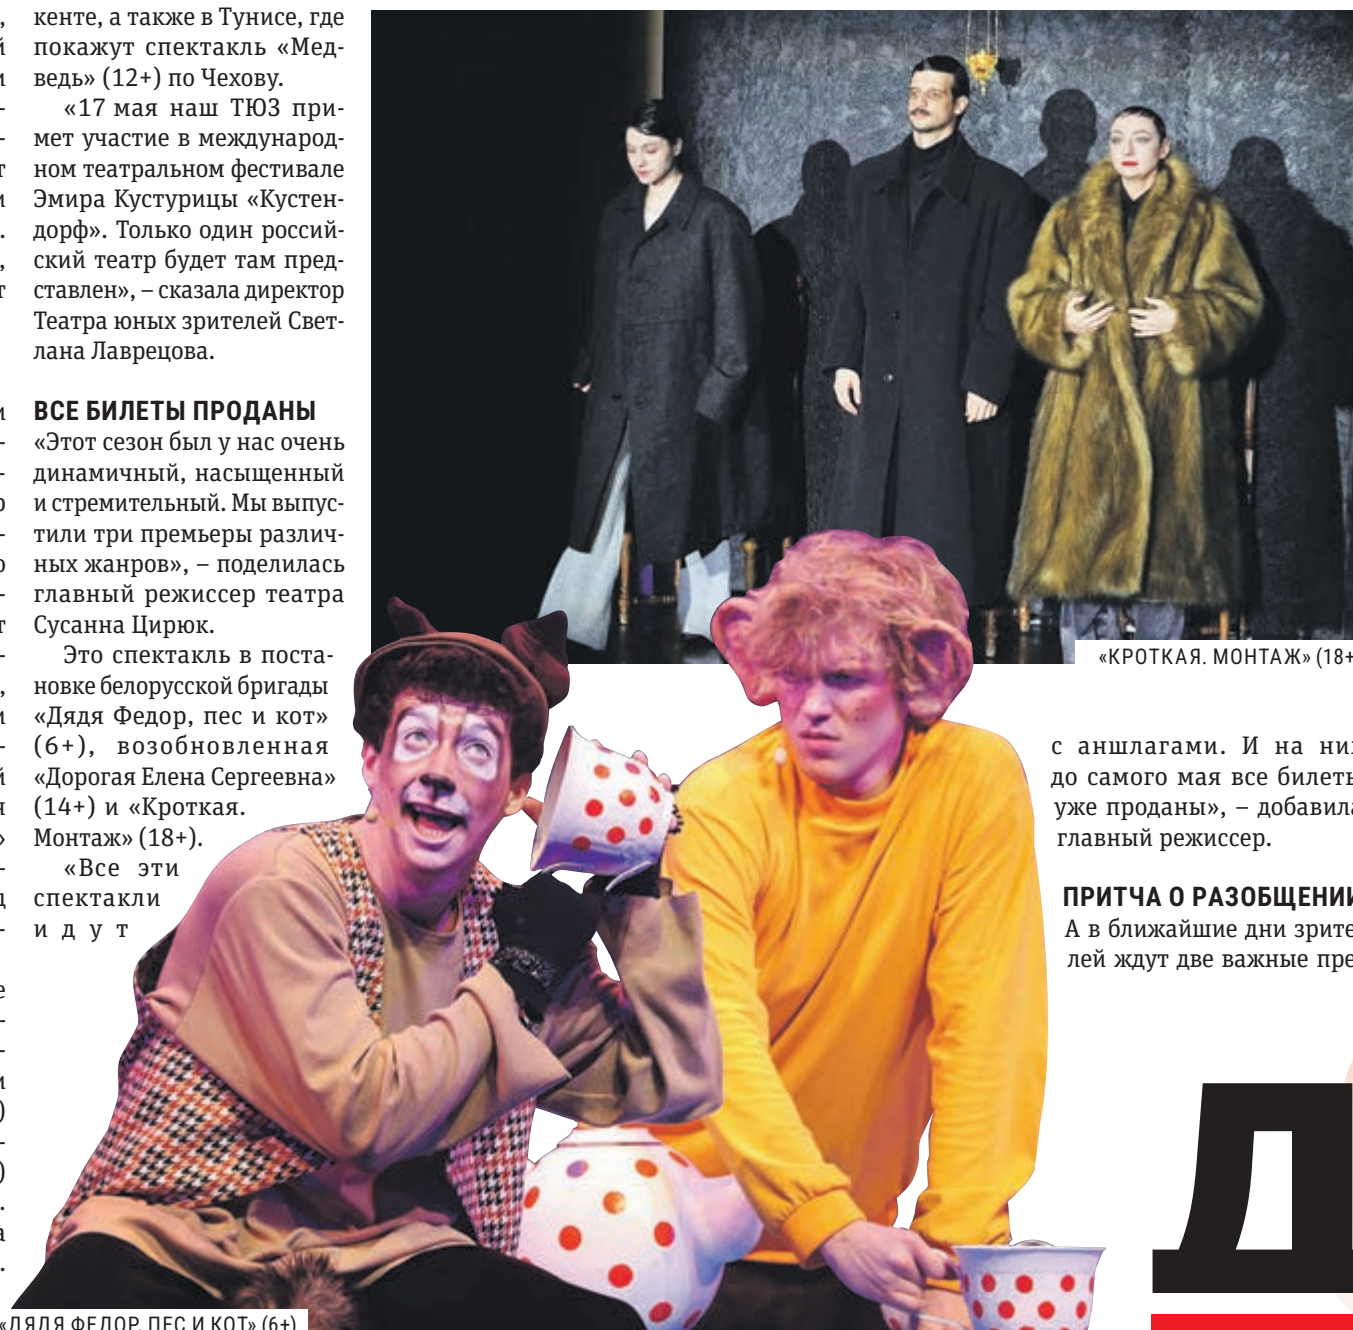 кенте, а также в Тунисе, где
покажут спектакль «Мед-
ведь» (12+) по Чехову.
«17 мая наш ТЮЗ при-
мет участие в международ-
ном театральном фестивале
Эмира Кустурицы «Кустен-
дорф». Только один россий-
ский театр будет там пред-
ставлен», – сказала директор
Театра юных зрителей Свет-
лана Лаврецова.
ВСЕ БИЛЕТЫ ПРОДАНЫ
«Этот сезон был у нас очень
динамичный, насыщенный
и стремительный. Мы выпус-
тили три премьеры различ-
ных жанров», – поделилась
главный режиссер театра
Сусанна Цирюк.
Это спектакль в поста-
новке белорусской бригады
«Дядя Федор, пес и кот»
(6+), возобновленная
«Дорогая Елена Сергеевна»
(14+) и «Кроткая.
Монтаж» (18+).
«Все эти
спектакли
идут
«КРОТКАЯ. МОНТАЖ» (18+
с аншлагами. И на них
до самого мая все билеты
уже проданы», – добавила
главный режиссер.
ПРИТЧА О РАЗОБЩЕНИИ
А в ближайшие дни зрите-
лей ждут две важные пре-
Д
«ДЯДЯ ФЕДОР, ПЕС И КОТ» (6+)